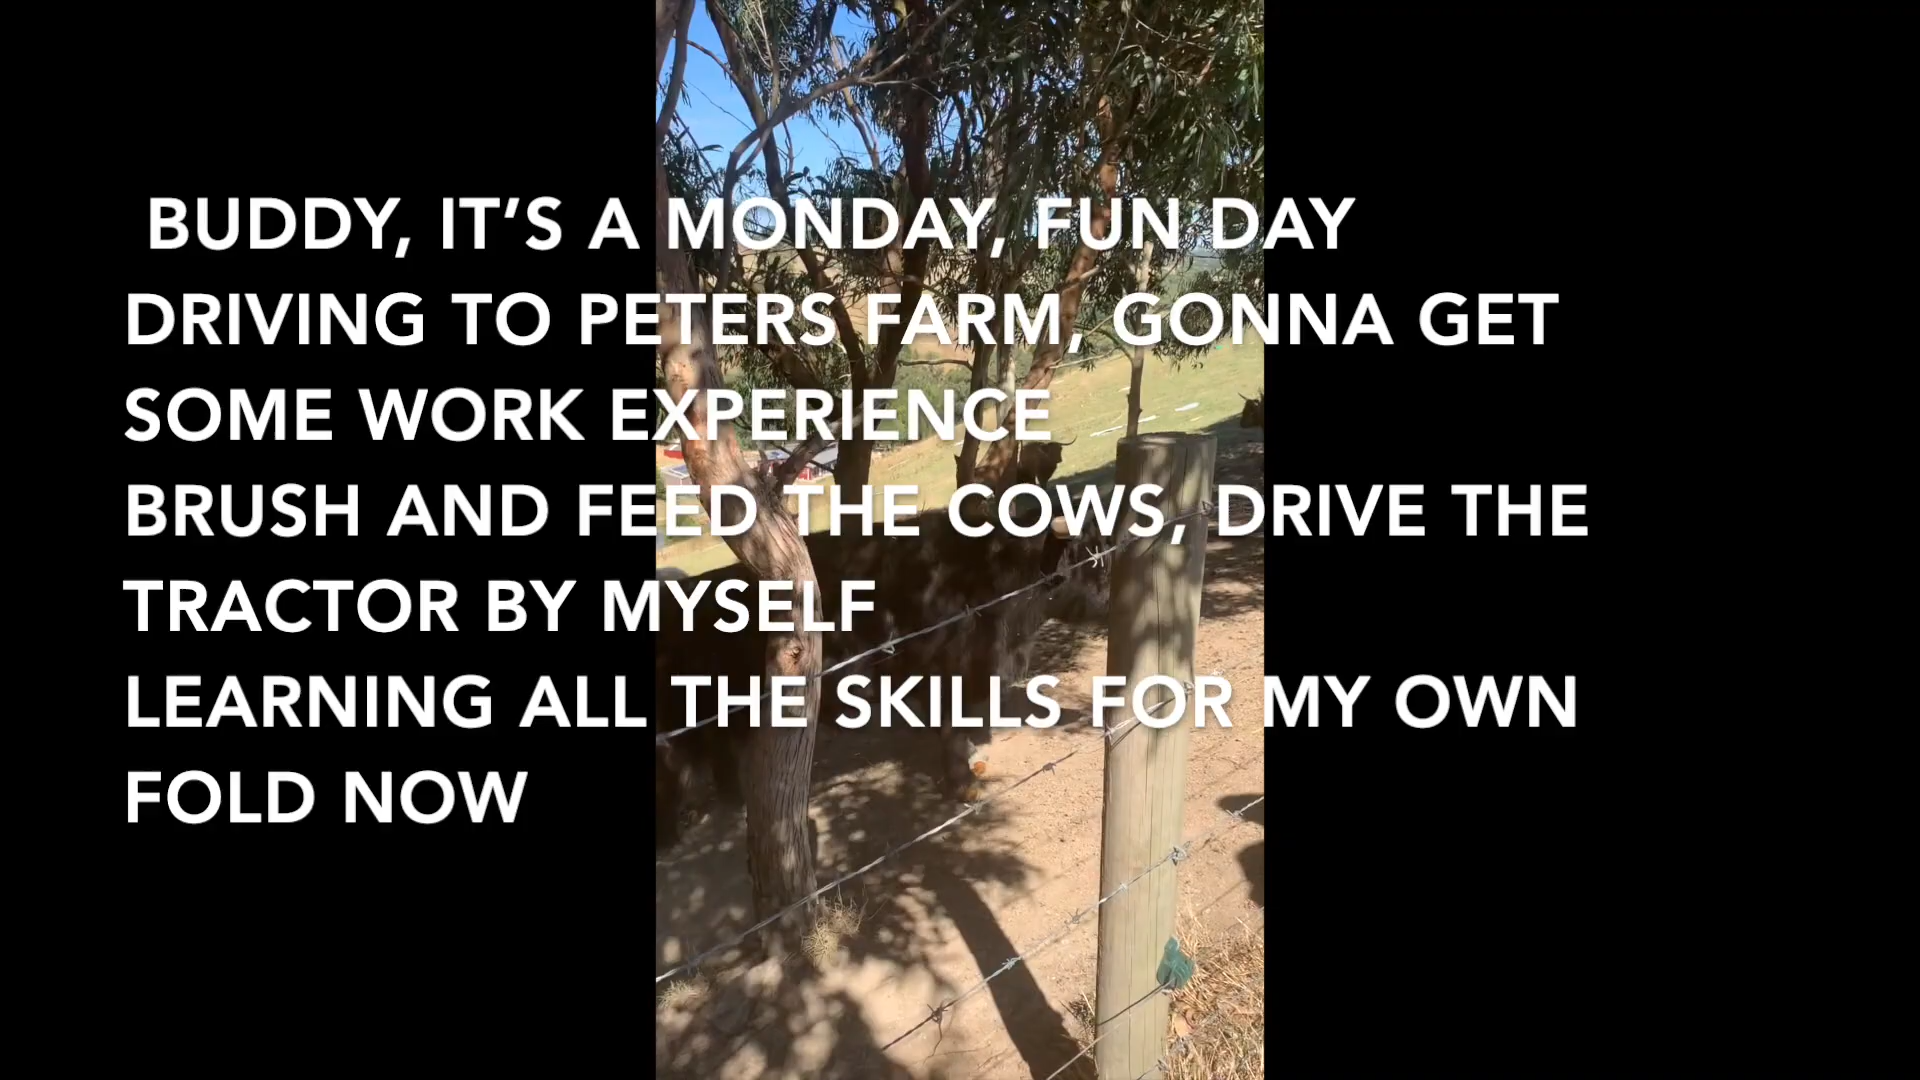 BUDDY, IT’S A MONDAY, FUN DAY
DRIVING TO PETERS FARM, GONNA GET
SOME WORK EXPERIENCE
BRUSH AND FEED THE COWS, DRIVE THE
TRACTOR BY MYSELF
LEARNING ALL THE SKILLS FOR MY OWN
FOLD NOW